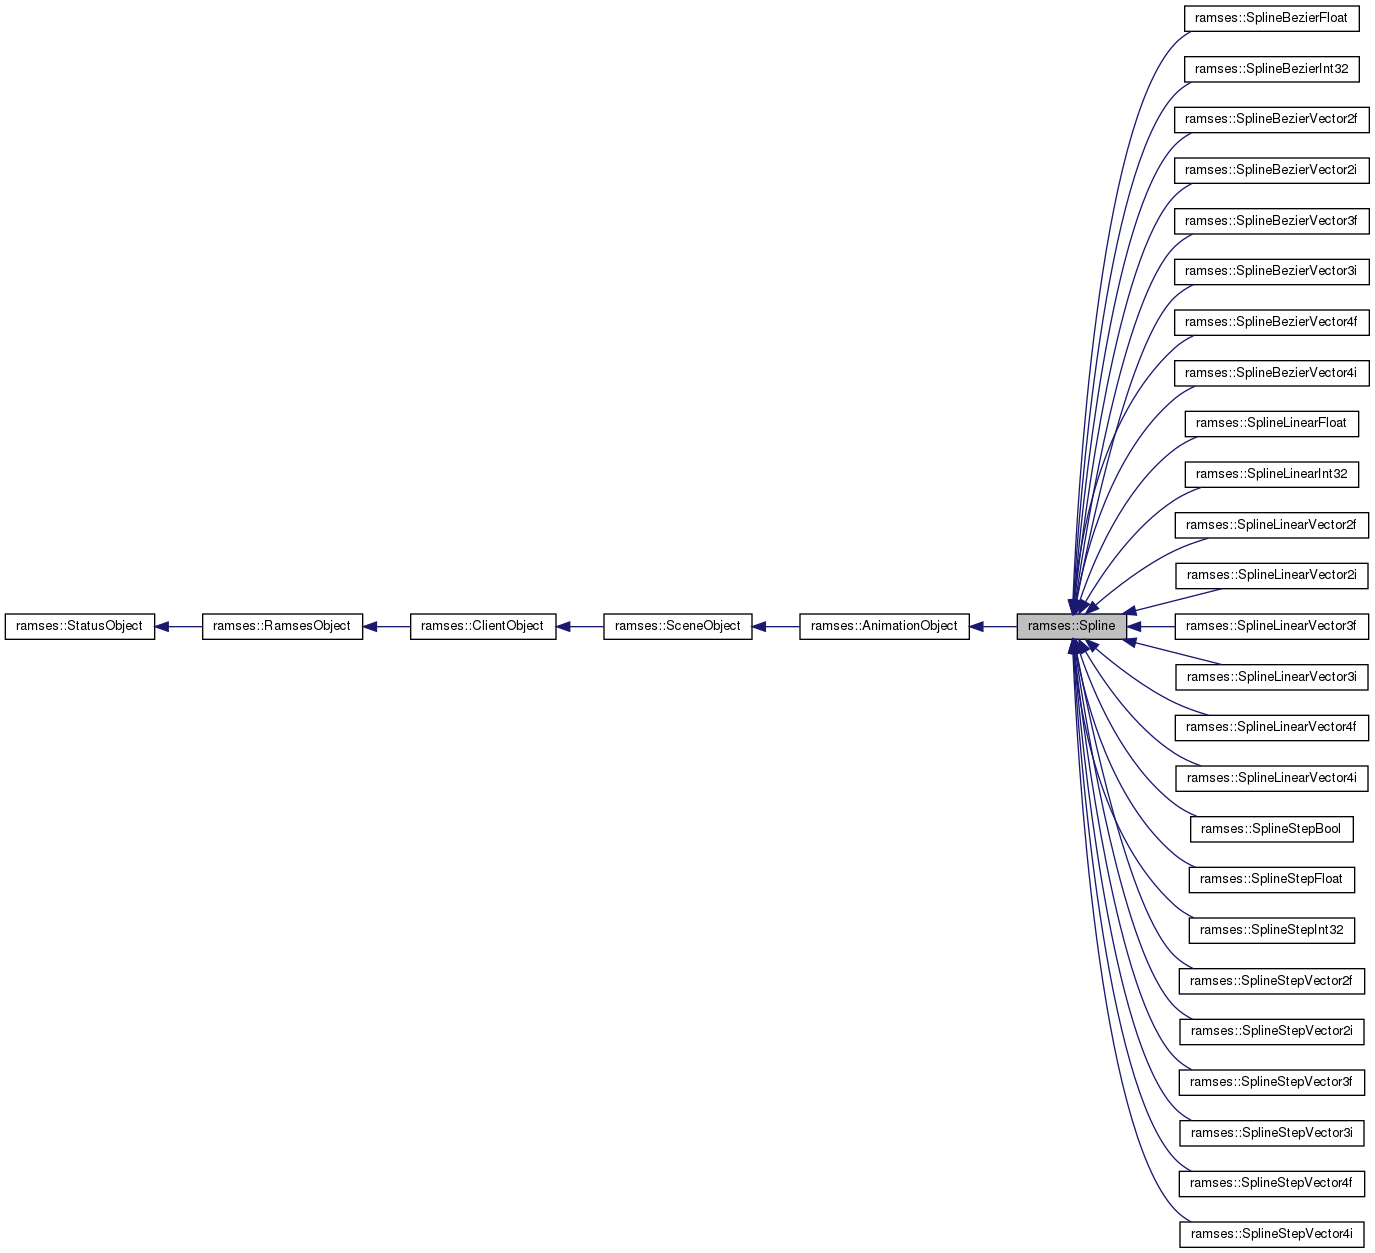 ramses::SplineBezierFloat
ramses::SplineBezierInt32
ramses::SplineBezierVector2f
ramses::SplineBezierVector2i
ramses::SplineBezierVector3f
ramses::SplineBezierVector3i
ramses::SplineBezierVector4f
ramses::SplineBezierVector4i
ramses::SplineLinearFloat
ramses::SplineLinearInt32
ramses::SplineLinearVector2f
ramses::SplineLinearVector2i
ramses::StatusObject
ramses::RamsesObject
ramses::ClientObject
ramses::SceneObject
ramses::AnimationObject
ramses::Spline
ramses::SplineLinearVector3f
ramses::SplineLinearVector3i
ramses::SplineLinearVector4f
ramses::SplineLinearVector4i
ramses::SplineStepBool
ramses::SplineStepFloat
ramses::SplineStepInt32
ramses::SplineStepVector2f
ramses::SplineStepVector2i
ramses::SplineStepVector3f
ramses::SplineStepVector3i
ramses::SplineStepVector4f
ramses::SplineStepVector4i